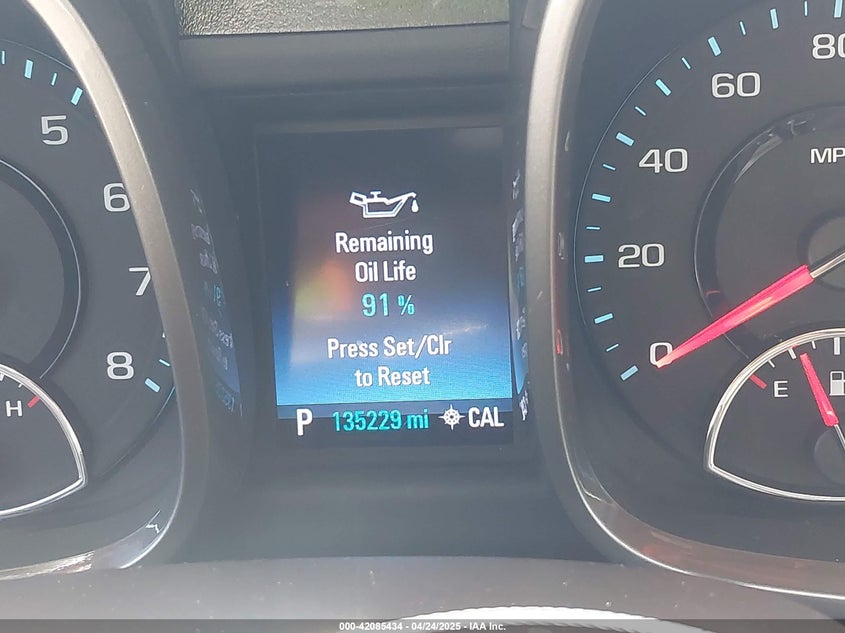 5
6
7
8
H
Remaining
Oil Life
91 %
Press Set/Clr
to Reset
P 135229 mi CAL
80
60
40
20
0
MP
E
000-42085434 - 04/24/2025 - IAA Inc.